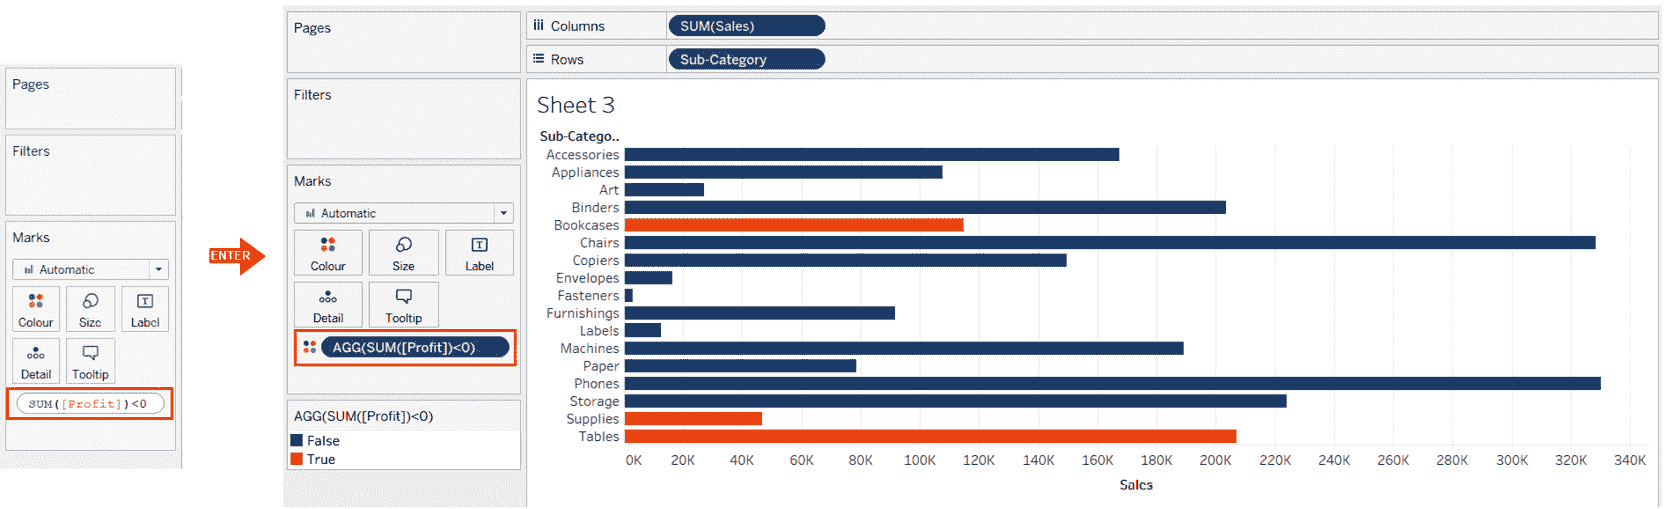 Pages
Filters
Marks
Automatic
Colour Size Label
Detail Tooltip
SUM([Profit])<0
ENTER
Pages
Filters
Marks
Automatic
Colour Size Label
Detail Tooltip
AGG(SUM([Profit])<0)
AGG(SUM([Profit])<0)
False
True
Columns SUM(Sales)
Rows Sub-Category
Sheet 3
Sub-Catego..
Accessories
Appliances
Art
Binders
Bookcases
Chairs
Copiers
Envelopes
Fasteners
Furnishings
Labels
Machines
Paper
Phones
Storage
Supplies
Tables
0K 20K 40K 60K 80K 100K 120K 140K 160K 180K 200K 220K 240K 260K 280K 300K 320K 340K
Sales